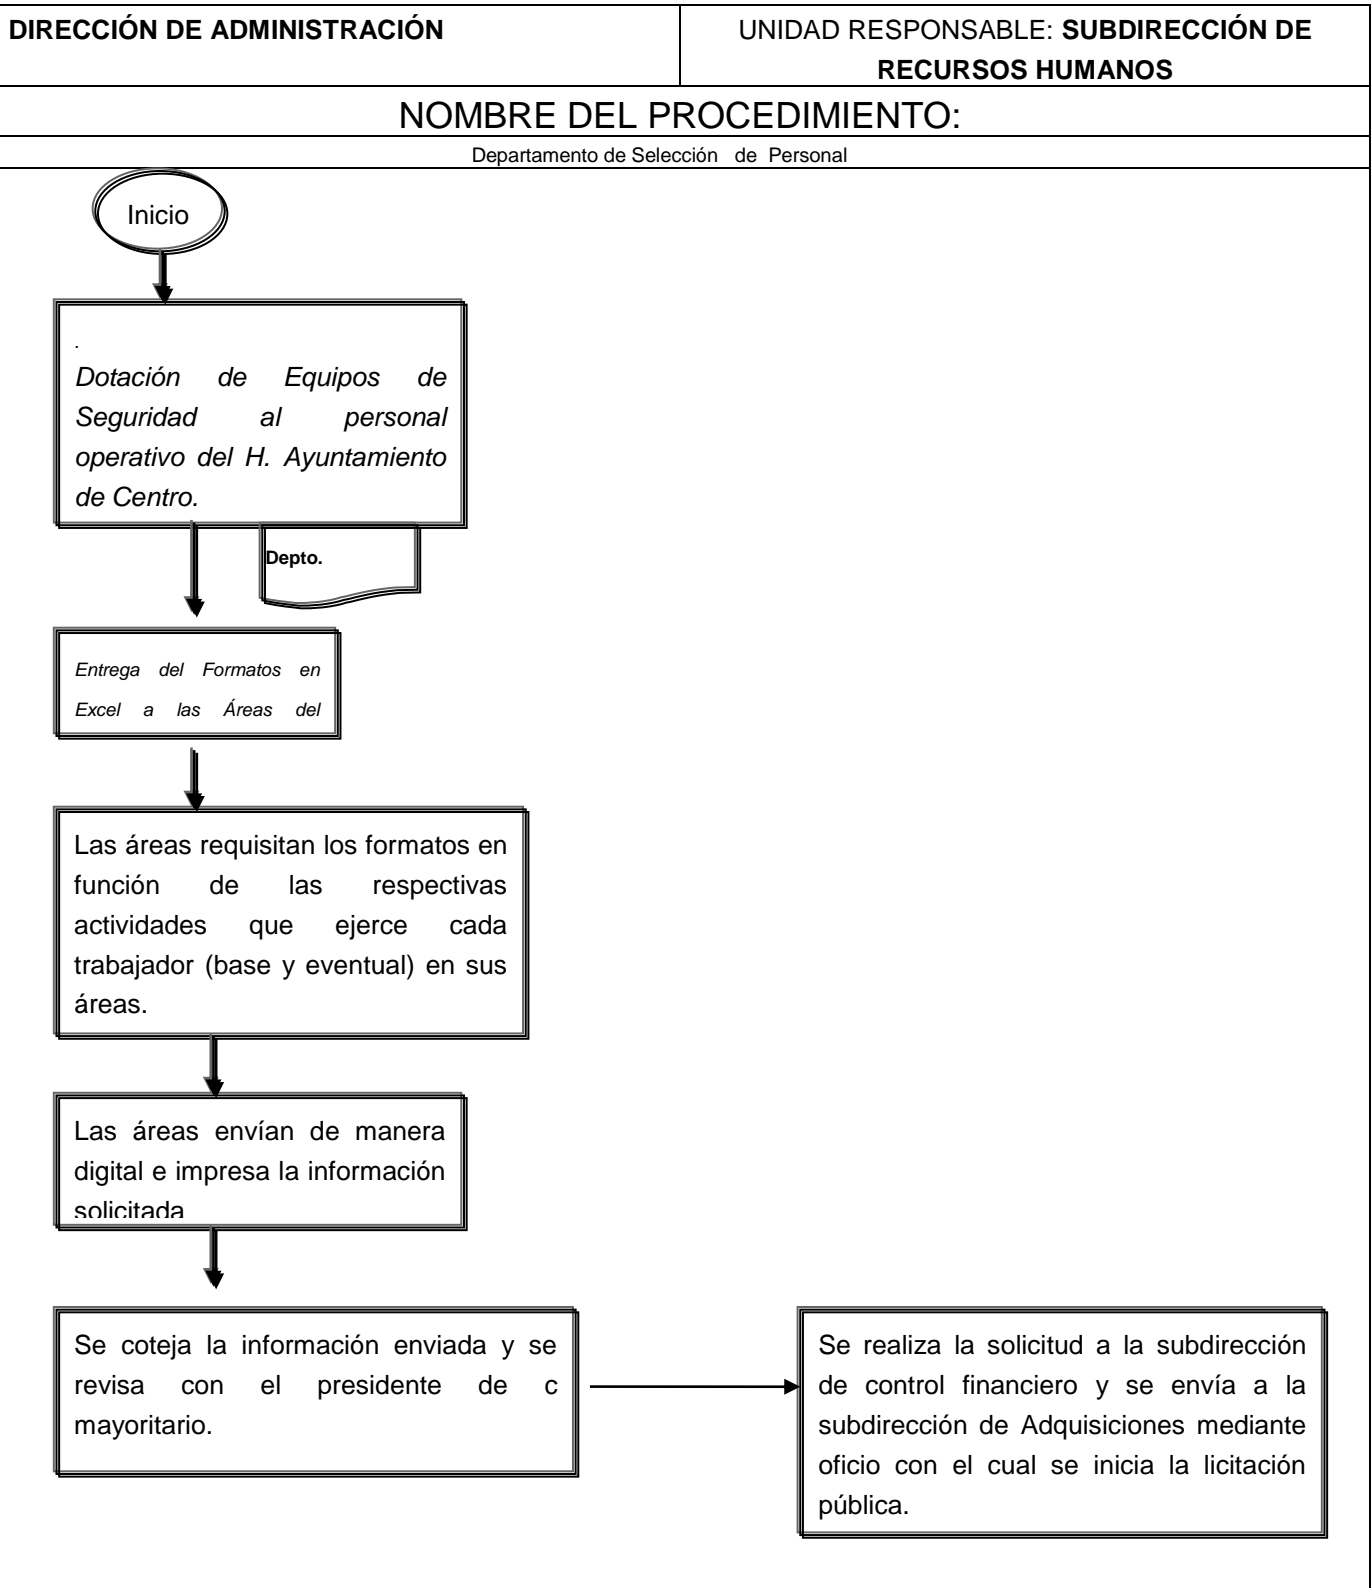 DIRECCIÓN DE ADMINISTRACIÓN
UNIDAD RESPONSABLE: SUBDIRECCIÓN DE
RECURSOS HUMANOS
NOMBRE DEL PROCEDIMIENTO:
Departamento de Selección de Personal
Inicio
.
Dotación de Equipos de
Seguridad al personal
operativo del H. Ayuntamiento
de Centro.
Depto.
Entrega del Formatos en
Excel a las Áreas del
Las áreas requisitan los formatos en
función de las respectivas
actividades que ejerce cada
trabajador (base y eventual) en sus
áreas.
Las áreas envían de manera
digital e impresa la información
solicitada
Se coteja la información enviada y se
revisa con el presidente de c
mayoritario.
Se realiza la solicitud a la subdirección
de control financiero y se envía a la
subdirección de Adquisiciones mediante
oficio con el cual se inicia la licitación
pública.